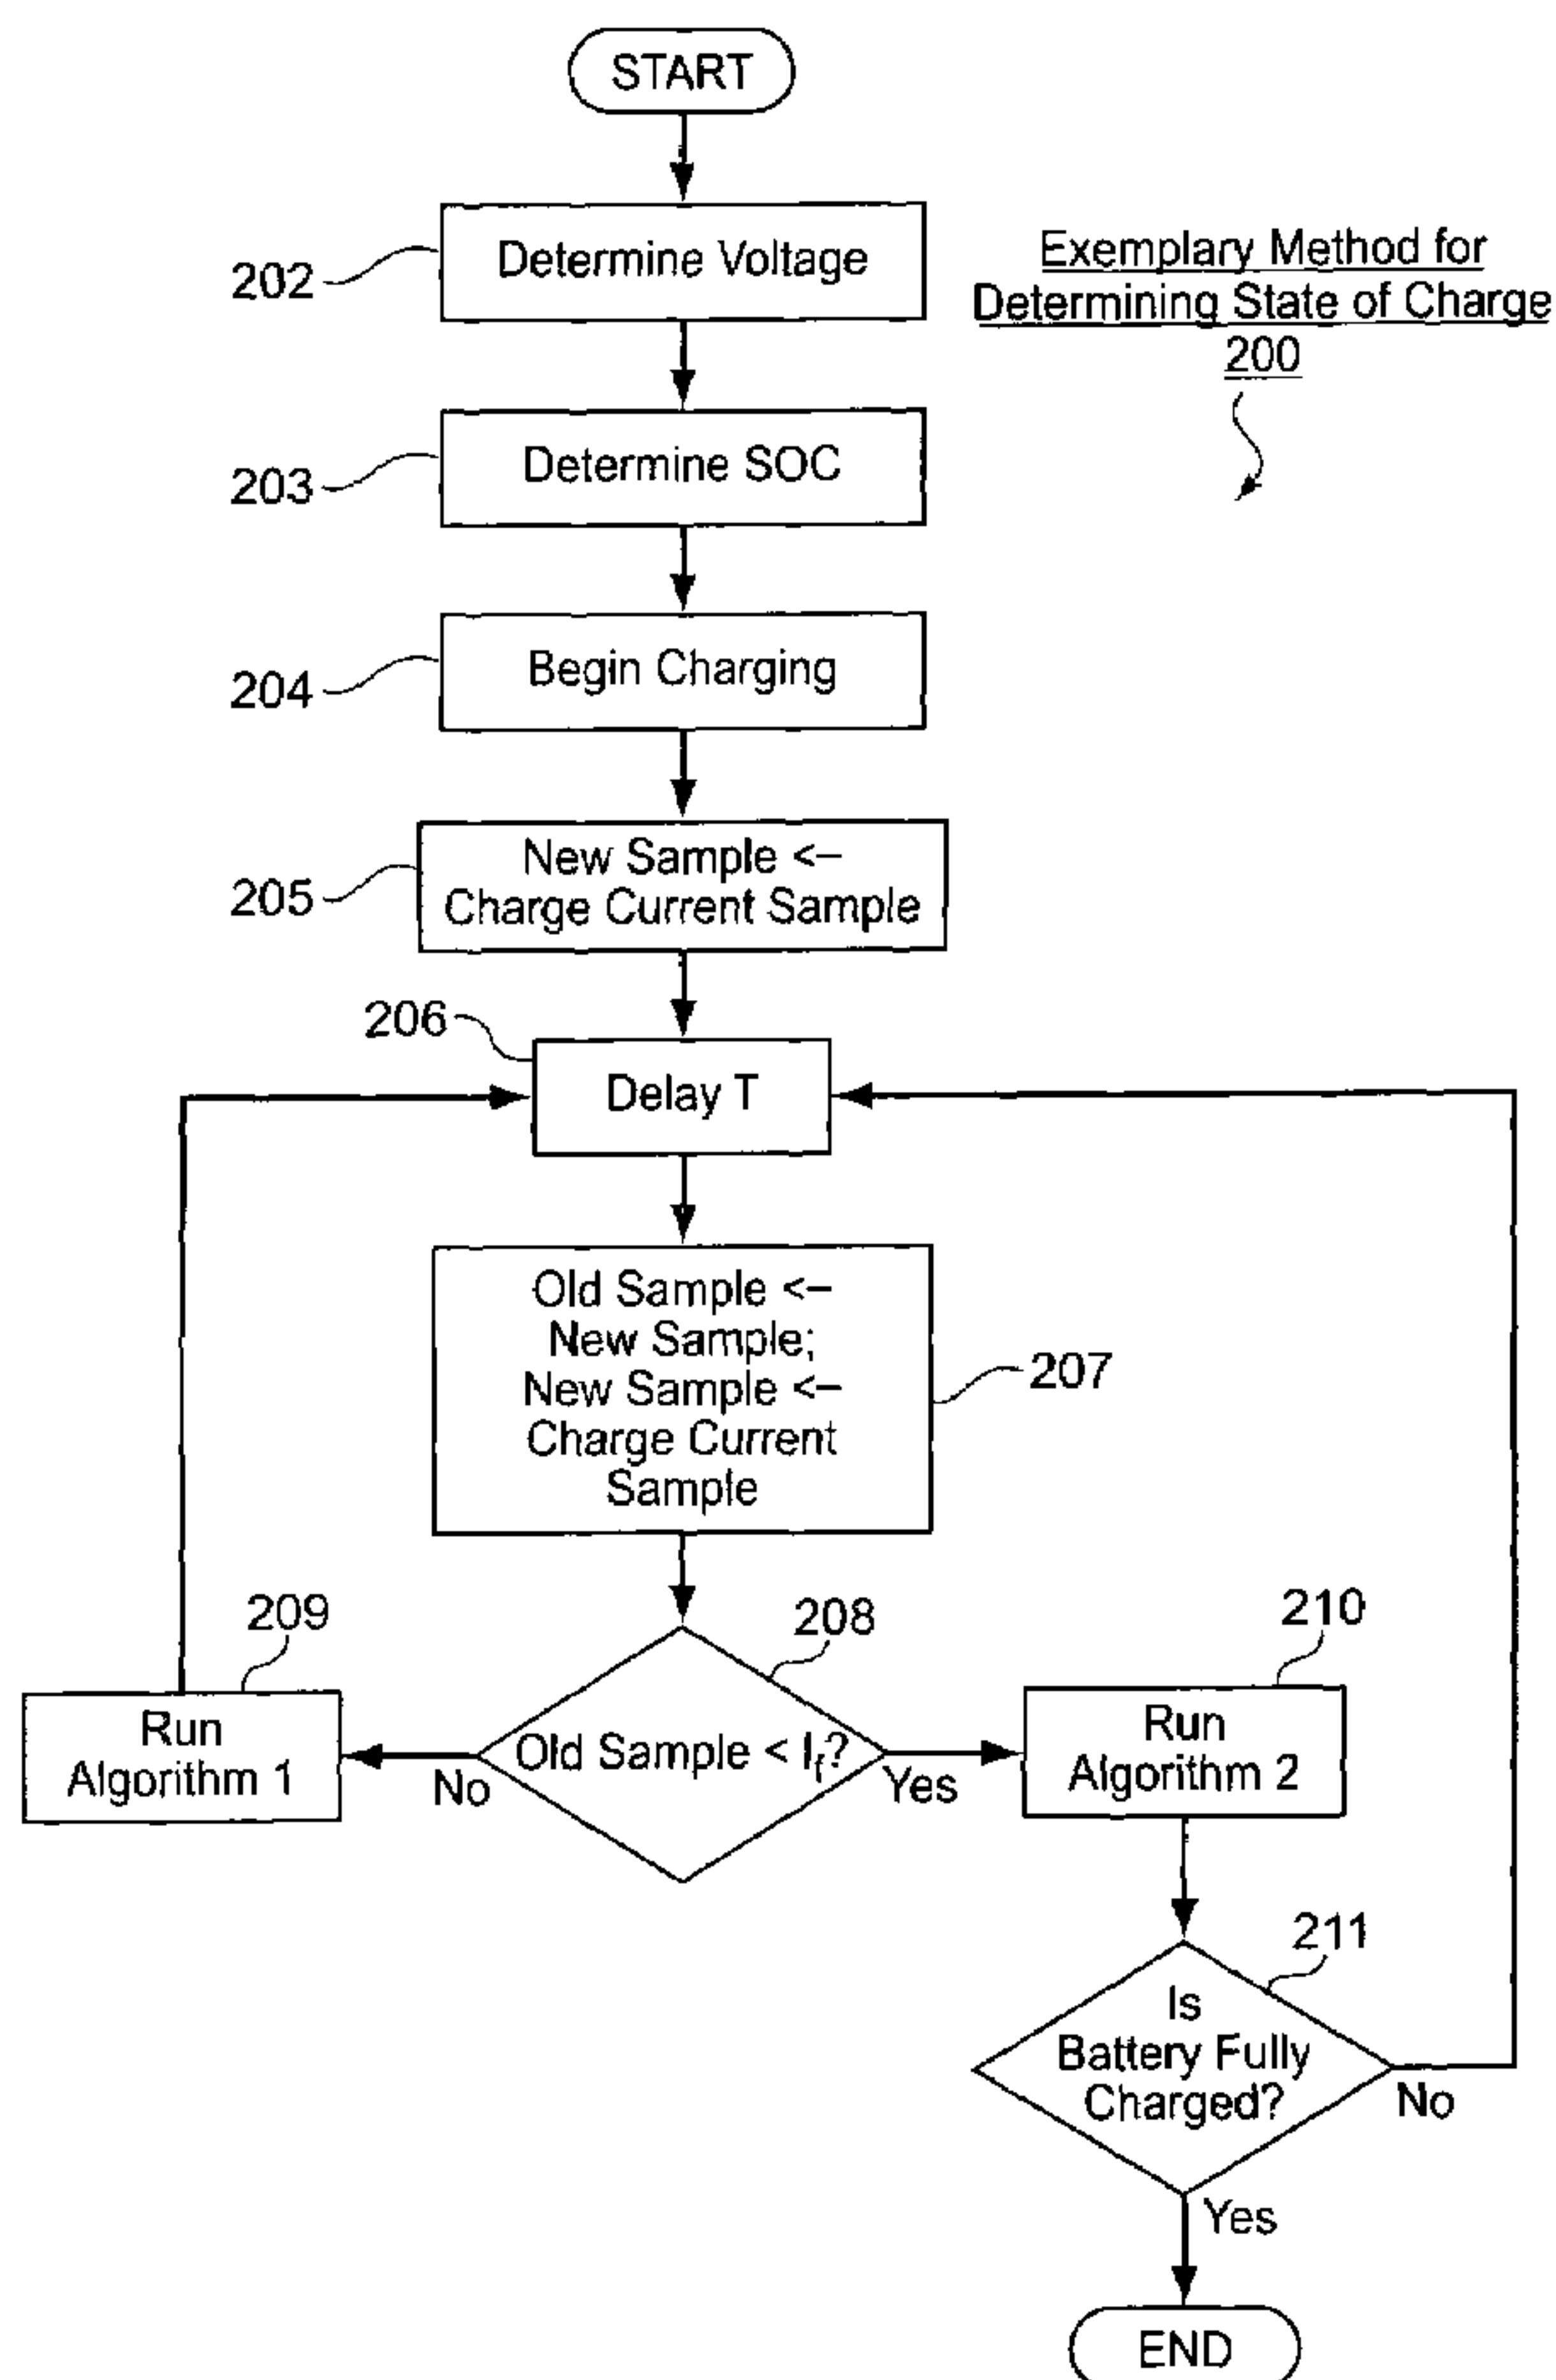 START
Determine Voltage
202
Exemplary Method for
Determining State of Charge
200
Determine SOC
203
Begin Charging
204
New Sample <–
Charge Current Sample
205
206
Delay T
Old Sample <–
New Sample;
New Sample <–
Charge Current
Sample
207
209
208
210
Run
Algorithm 1
No
Old Sample < If?
Yes
Run
Algorithm 2
211
Is
Battery Fully
Charged?
No
Yes
END